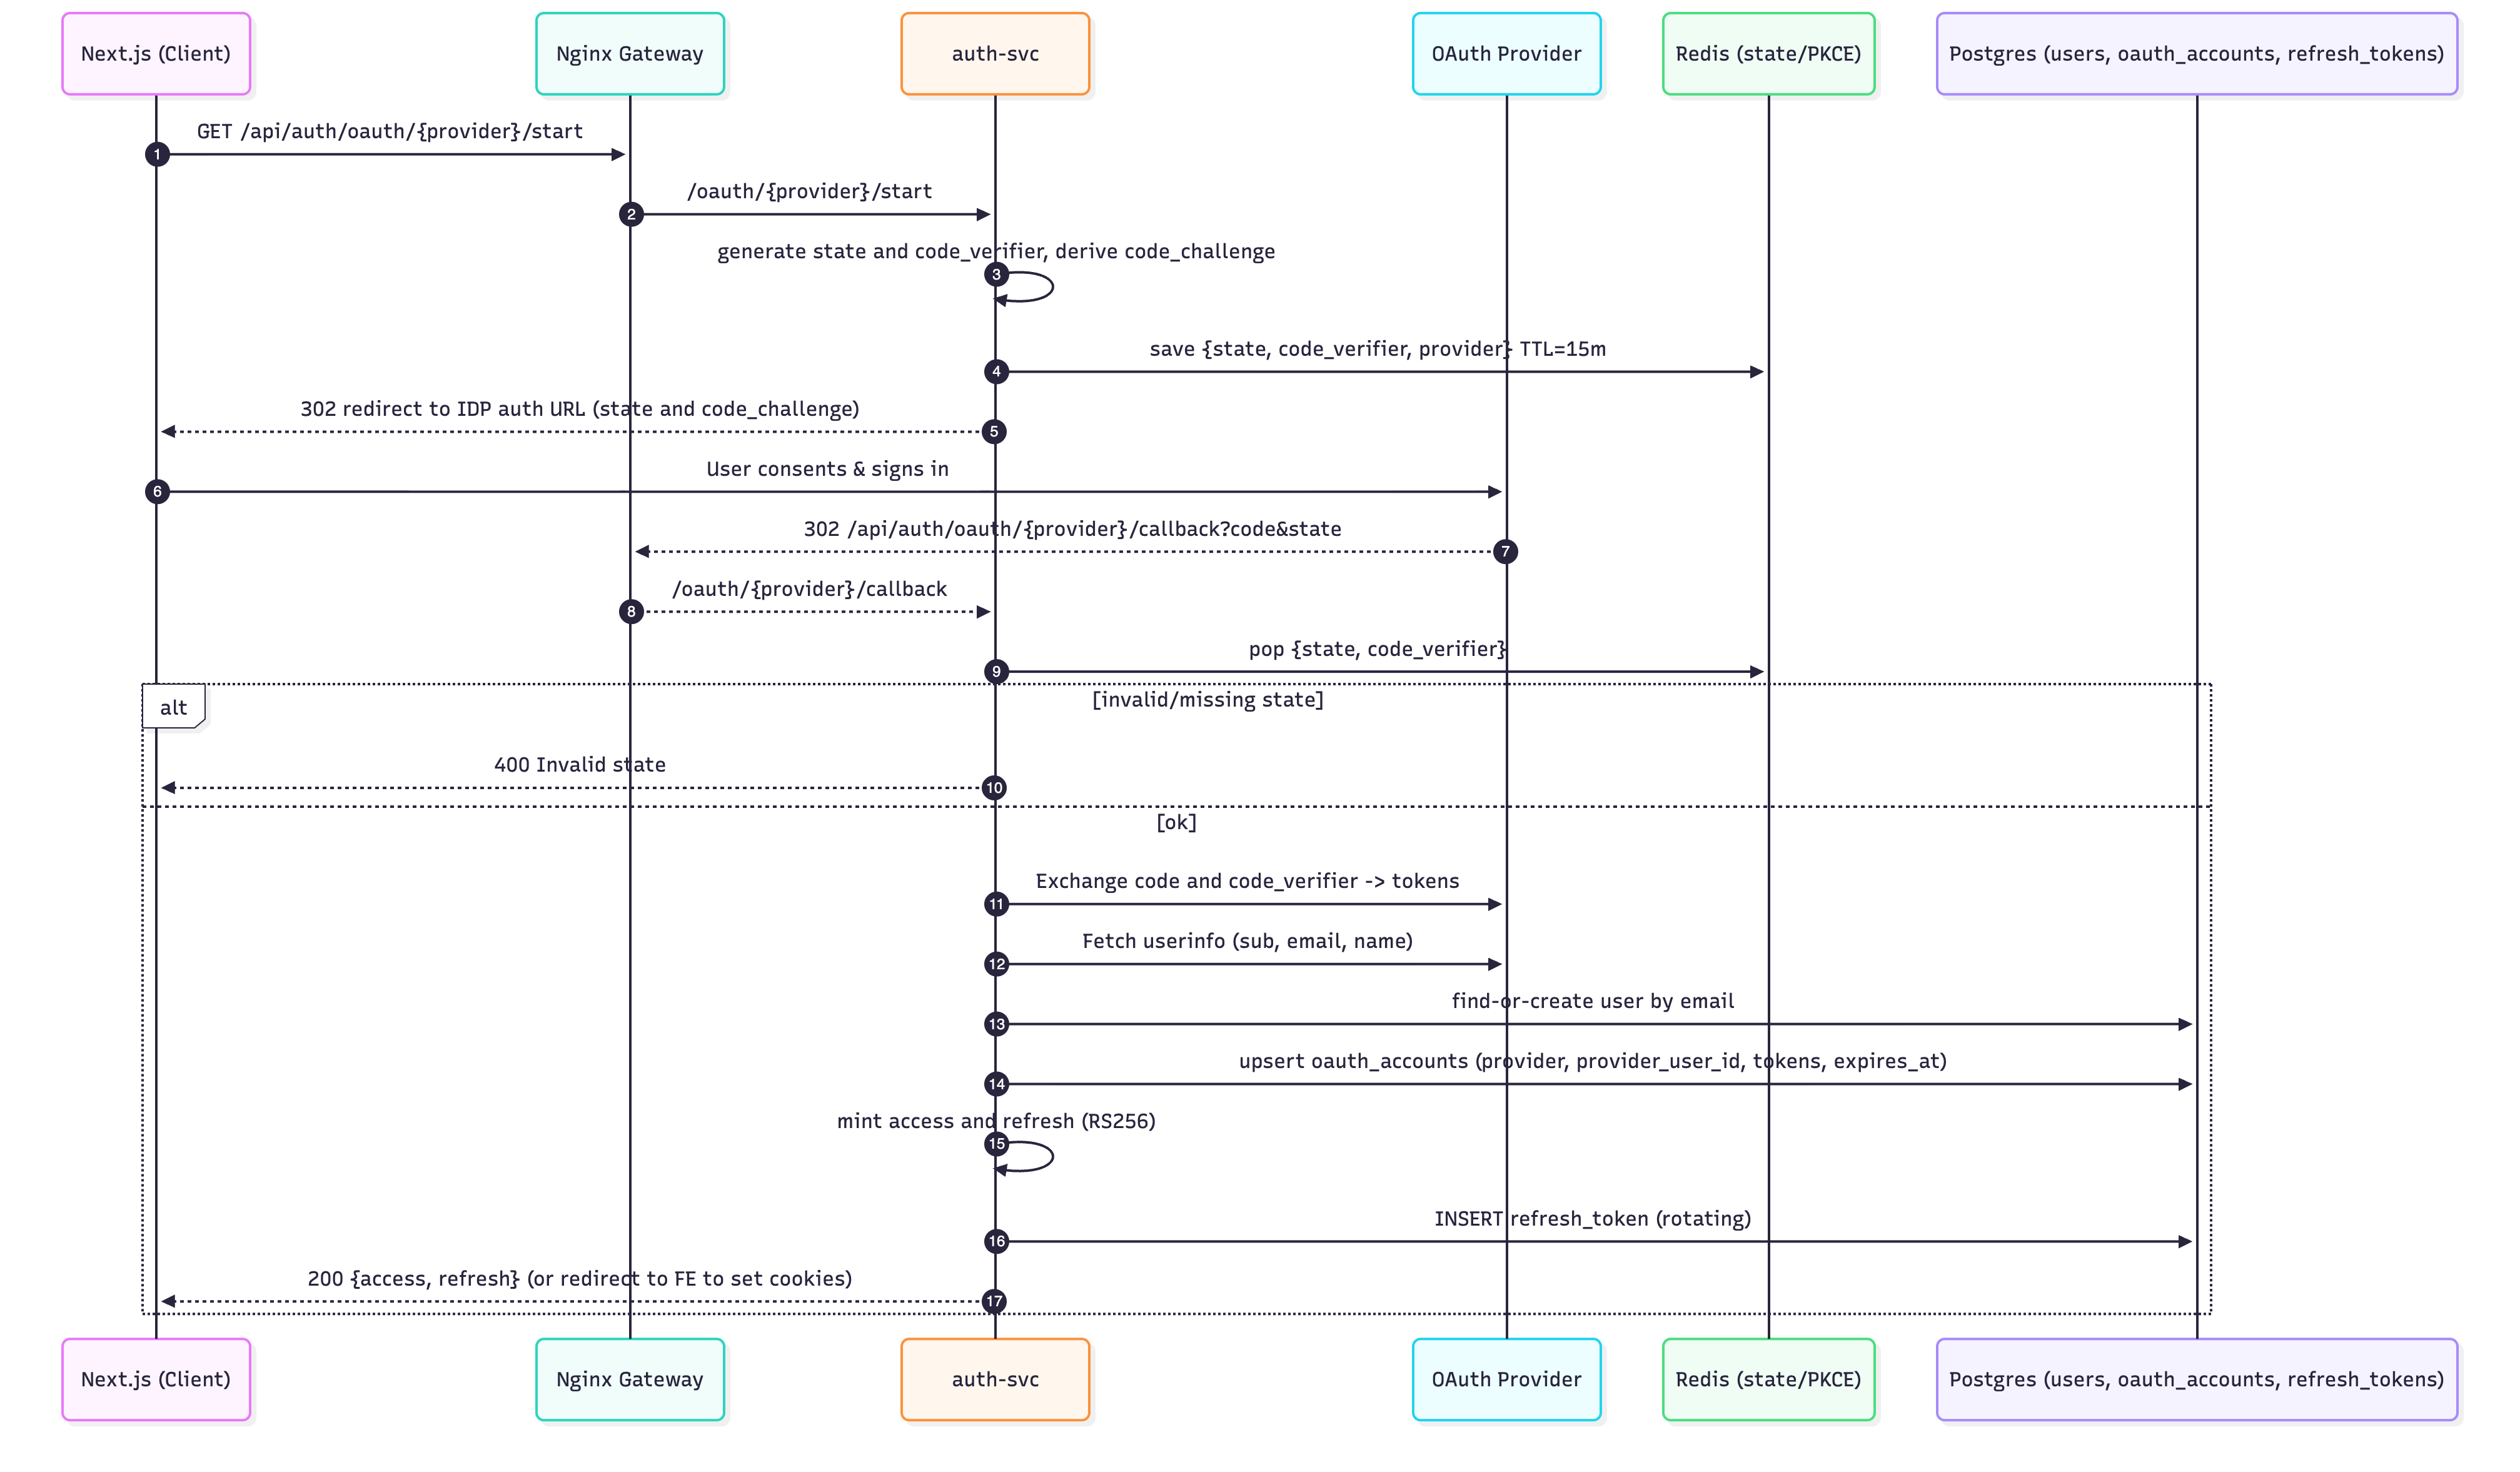 Next.js (Client)
Nginx Gateway
auth-svc
OAuth Provider
Redis (state/PKCE)
Postgres (users, oauth_accounts, refresh_tokens)
GET /api/auth/oauth/{provider}/start
1
/oauth/{provider}/start
2
generate state and code_verifier, derive code_challenge
3
save {state, code_verifier, provider} TTL=15m
4
302 redirect to IDP auth URL (state and code_challenge)
5
User consents & signs in
6
302 /api/auth/oauth/{provider}/callback?code&state
7
/oauth/{provider}/callback
8
pop {state, code_verifier}
9
alt
[invalid/missing state]
400 Invalid state
10
[ok]
Exchange code and code_verifier -> tokens
11
Fetch userinfo (sub, email, name)
12
find-or-create user by email
13
upsert oauth_accounts (provider, provider_user_id, tokens, expires_at)
14
mint access and refresh (RS256)
15
INSERT refresh_token (rotating)
16
200 {access, refresh} (or redirect to FE to set cookies)
17
Next.js (Client)
Nginx Gateway
auth-svc
OAuth Provider
Redis (state/PKCE)
Postgres (users, oauth_accounts, refresh_tokens)